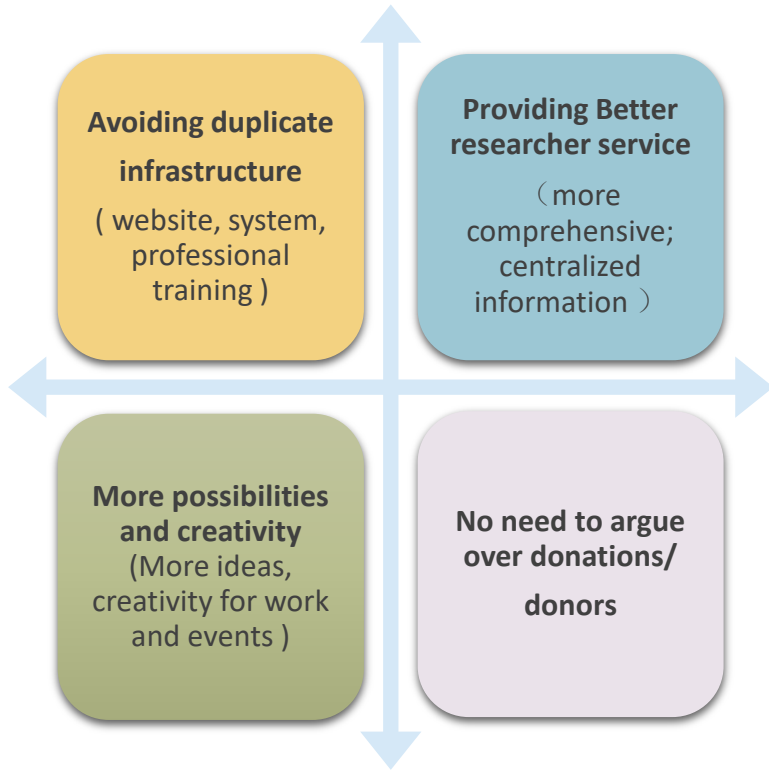 Avoiding duplicate
infrastructure
( website, system,
professional
training )
Providing Better
researcher service
（more
comprehensive;
centralized
information ）
More possibilities
and creativity
(More ideas,
creativity for work
and events )
No need to argue
over donations/
donors